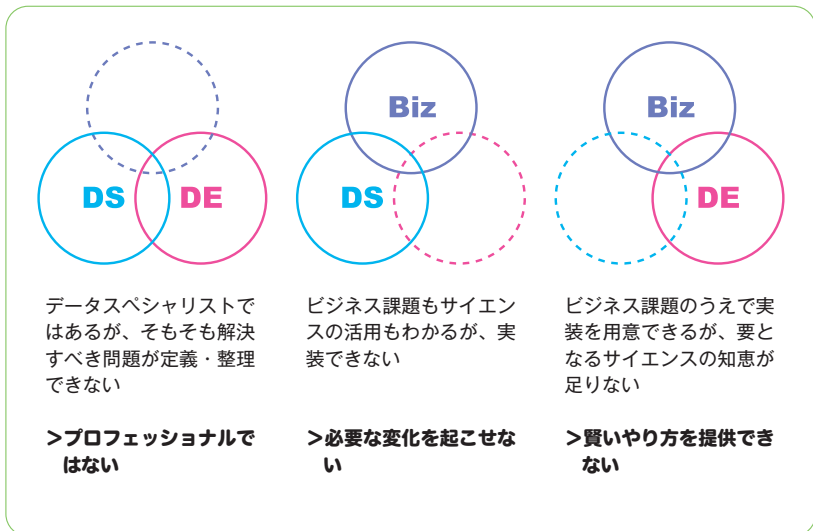 DS
DE
データスペシャリストで
はあるが、そもそも解決
すべき問題が定義・整理
できない
＞プロフェッショナルで
はない
Biz
DS
ビジネス課題もサイエン
スの活用もわかるが、実
装できない
＞必要な変化を起こせな
い
Biz
DE
ビジネス課題のうえで実
装を用意できるが、要と
なるサイエンスの知恵が
足りない
＞賢いやり方を提供でき
ない